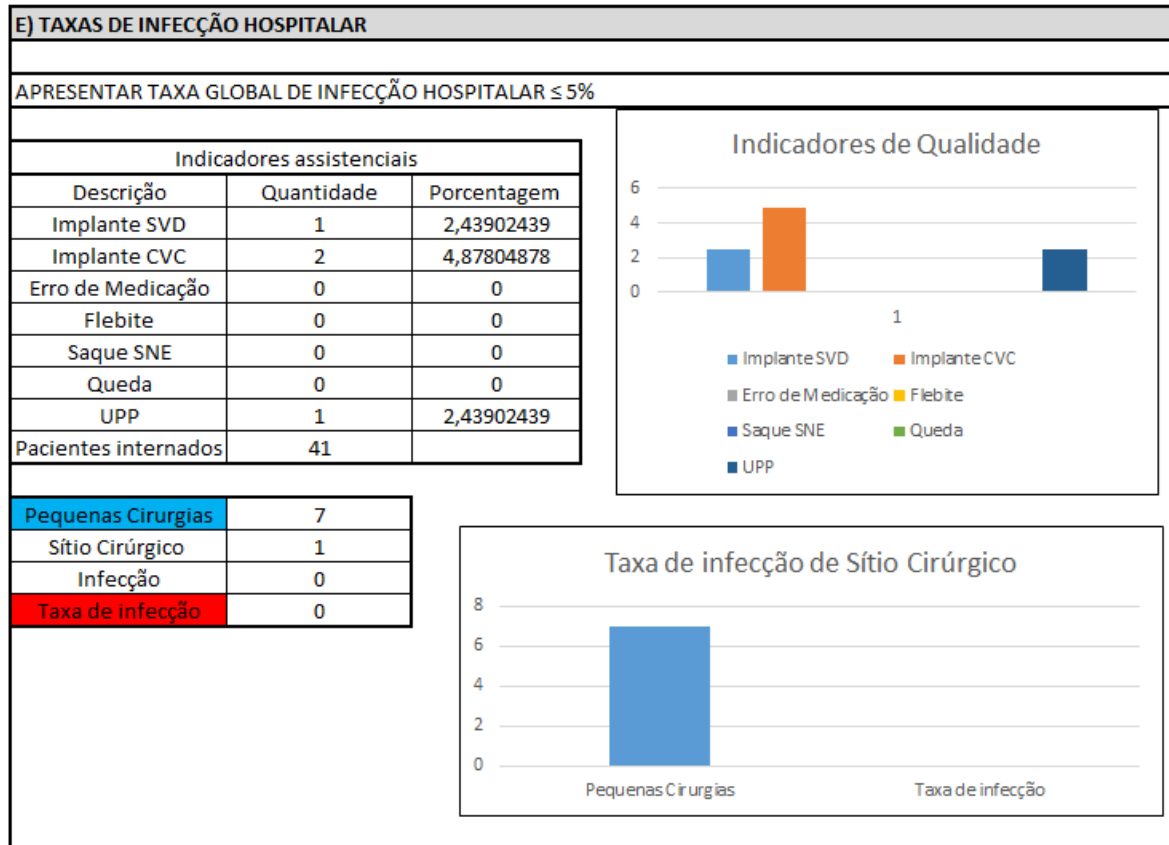 E) TAXAS DE INFECÇÃO HOSPITALAR
APRESENTAR TAXA GLOBAL DE INFECÇÃO HOSPITALAR ≤ 5%
Indicadores assistenciais
Descrição Quantidade Porcentagem
Implante SVD 1 2,43902439
Implante CVC 2 4,87804878
Erro de Medicação 0 0
Flebite 0 0
Saque SNE 0 0
Queda 0 0
UPP 1 2,43902439
Pacientes internados 41
Indicadores de Qualidade
6
4
2
0
1
Implante SVD Implante CVC
Erro de Medicação Flebite
Saque SNE Queda
UPP
Pequenas Cirurgias 7
Sítio Cirúrgico 1
Infecção 0
Taxa de infecção 0
Taxa de infecção de Sítio Cirúrgico
8
6
4
2
0
Pequenas Cirurgias Taxa de infecção